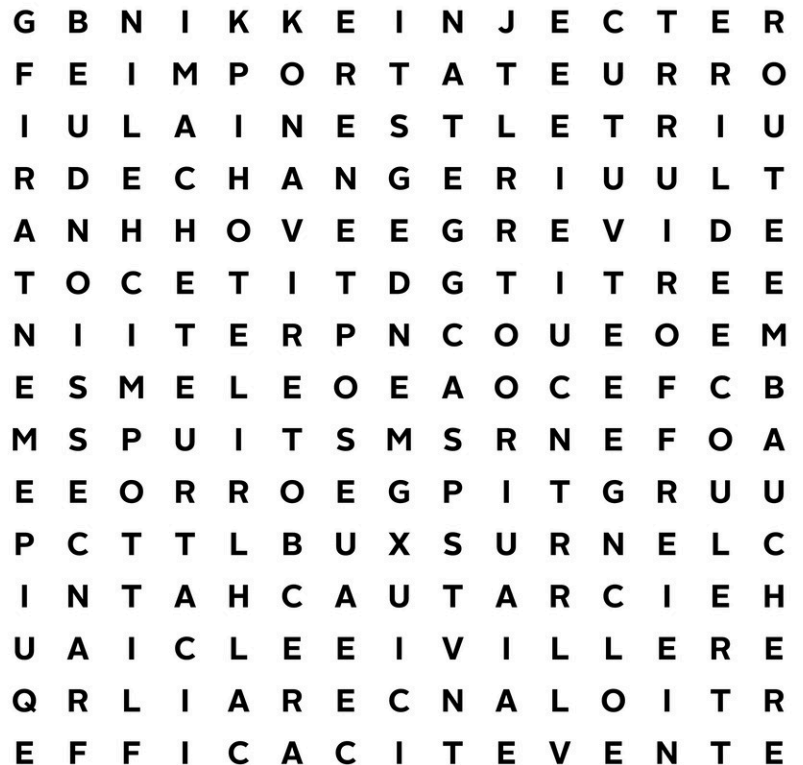 G B N I K K E I N J E C T E R
F E I M P O R T A T E U R R O
I U L A I N E S T L E T R I U
R D E C H A N G E R I U U L T
A N H H O V E E G R E V I D E
T O C E T I T D G T I T R E E
N I I T E R P N C O U E O E M
E S M E L E O E A O C E F C B
M S P U I T S M S R N E F O A
E E O R R O E G P I T G R U U
P C T T L B U X S U R N E L C
I N T A H C A U T A R C I E H
U A I C L E E I V I L L E R E
Q R L I A R E C N A L O I T R
E F F I C A C I T E V E N T E